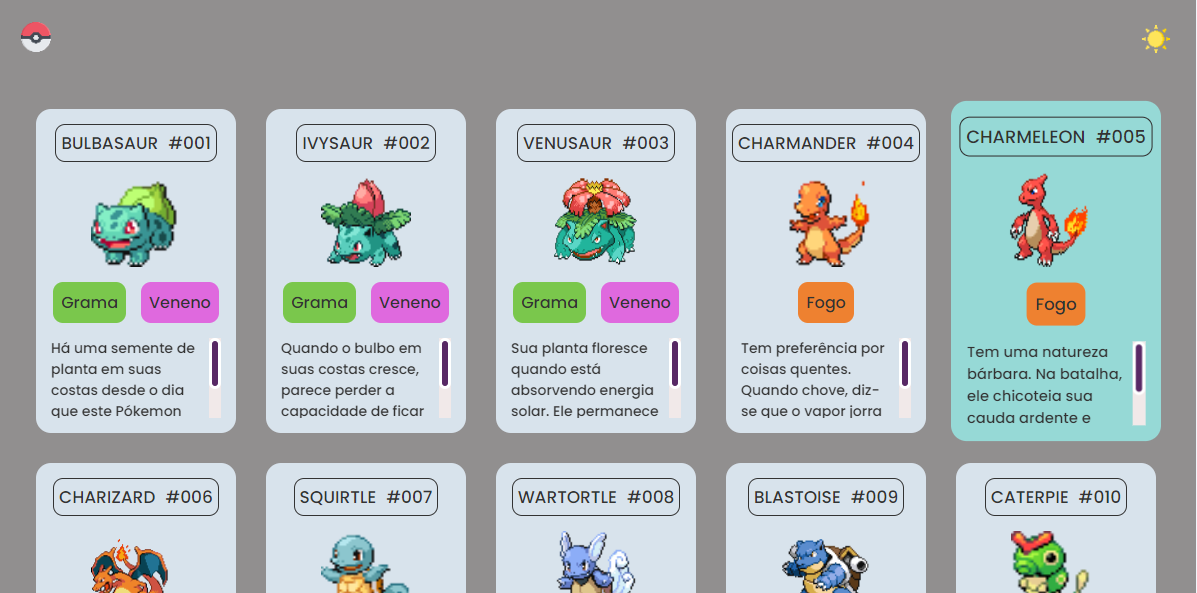 BULBASAUR #001
Grama Veneno
Há uma semente de
planta em suas
costas desde o dia
que este Pókemon
IVYSAUR #002
Grama Veneno
Quando o bulbo em
suas costas cresce,
parece perder a
capacidade de ficar
VENUSAUR #003
Grama Veneno
Sua planta floresce
quando está
absorvendo energia
solar. Ele permanece
CHARMANDER #004
Fogo
Tem preferência por
coisas quentes.
Quando chove, diz-
se que o vapor jorra
CHARMELEON #005
Fogo
Tem uma natureza
bárbara. Na batalha,
ele chicoteia sua
cauda ardente e
CHARIZARD #006
SQUIRTLE #007
WARTORTLE #008
BLASTOISE #009
CATERPIE #010